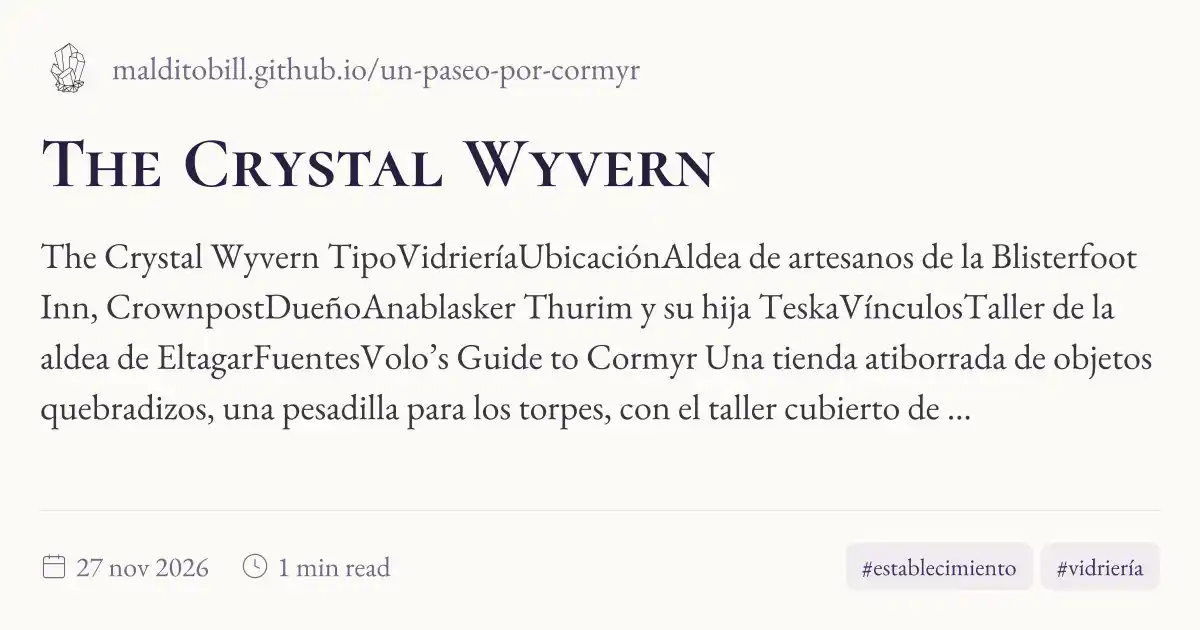 malditobill.github.io/un-paseo-por-cormyr
The Crystal Wyvern
The Crystal Wyvern TipoVidrieríaUbicaciónAldea de artesanos de la Blisterfoot
Inn, CrownpostDueñoAnablasker Thurim y su hija TeskaVínculosTaller de la
aldea de EltagarFuentesVolo’s Guide to Cormyr Una tienda atiborrada de objetos
quebradizos, una pesadilla para los torpes, con el taller cubierto de ...
27 nov 2026
1 min read
#establecimiento
#vidriería